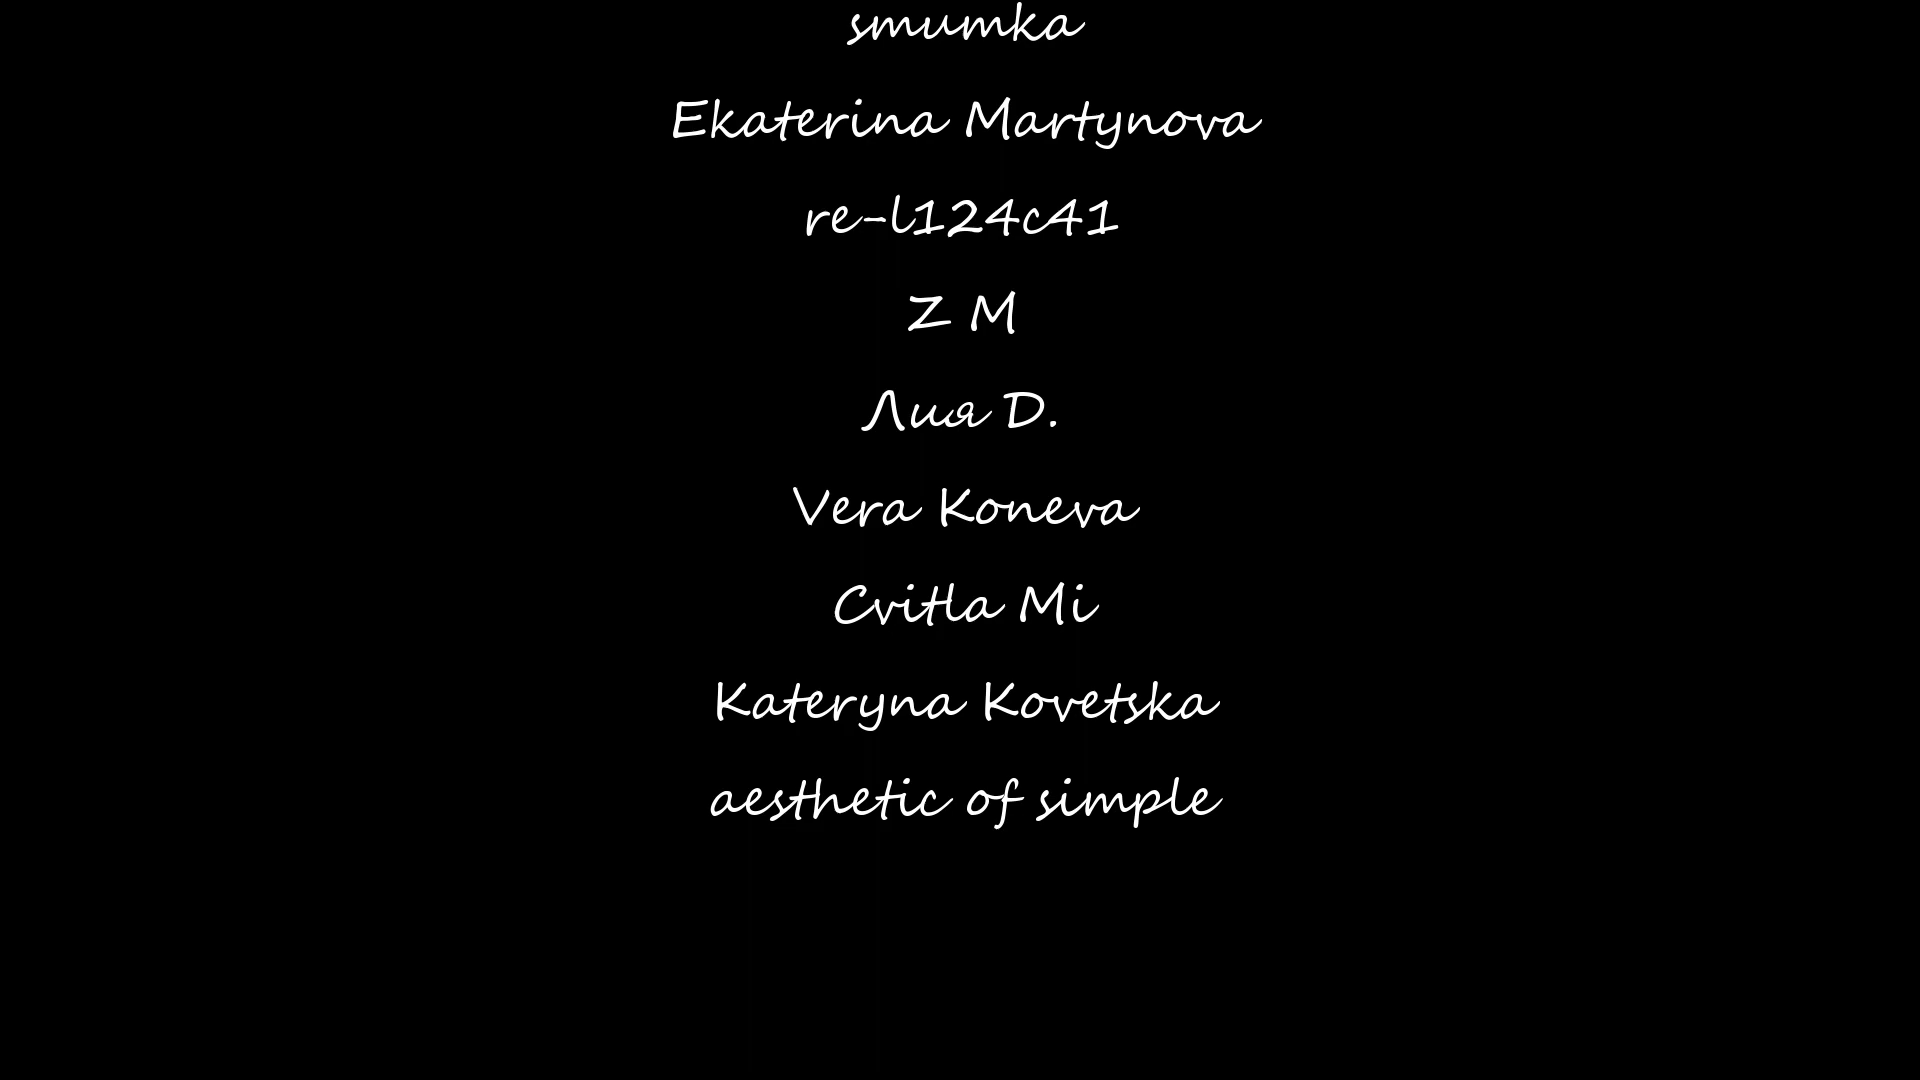 smumka
Ekaterina Martynova
re-l124c41
Z M
Лия D.
Vera Koneva
Cvitla Mi
Kateryna Kovetska
aesthetic of simple